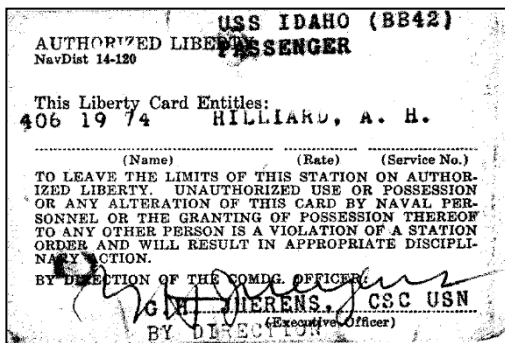 USS IDAHO (BB42)
AUTHORIZED LIBERTY PASSENGER
NavDist 14-120
This Liberty Card Entitles:
406 19 74 HILLIARD, A. H.
(Name) (Rate) (Service No.)
TO LEAVE THE LIMITS OF THIS STATION ON AUTHOR-
IZED LIBERTY. UNAUTHORIZED USE OR POSSESSION
OR ANY ALTERATION OF THIS CARD BY NAVAL PER-
SONNEL OR THE GRANTING OF POSSESSION THEREOF
TO ANY OTHER PERSON IS A VIOLATION OF A STATION
ORDER AND WILL RESULT IN APPROPRIATE DISCIPLI-
NARY ACTION.
BY DIRECTION OF THE COMDG. OFFICER
G. H. CSC USN
BY DIRECTION (Executive Officer)